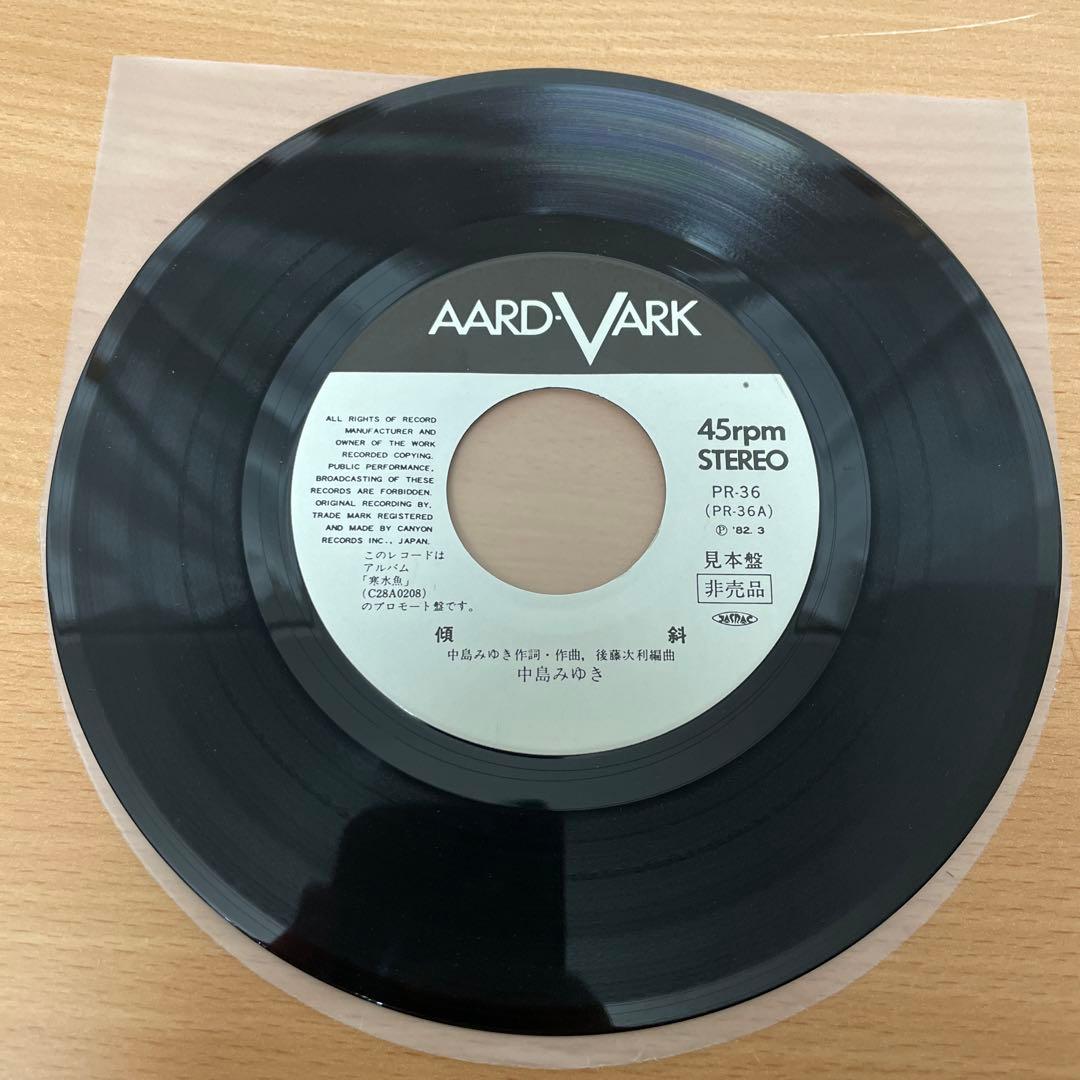 AARD-VARK
ALL RIGHTS OF RECORD
MANUFACTURER AND
OWNER OF THE WORK
RECORDED COPYING.
PUBLIC PERFORMANCE,
BROADCASTING OF THESE
RECORDS ARE FORBIDDEN.
ORIGINAL RECORDING BY,
TRADE MARK REGISTERED
AND MADE BY CANYON
RECORDS INC., JAPAN.
このレコードは
アルバム
「寒水魚」
(C28A0208)
のプロモート盤です。
45rpm
STEREO
PR-36
(PR-36A)
Ⓟ '82. 3
見本盤
非売品
JASRAC
傾斜
中島みゆき作詞・作曲, 後藤次利編曲
中島みゆき